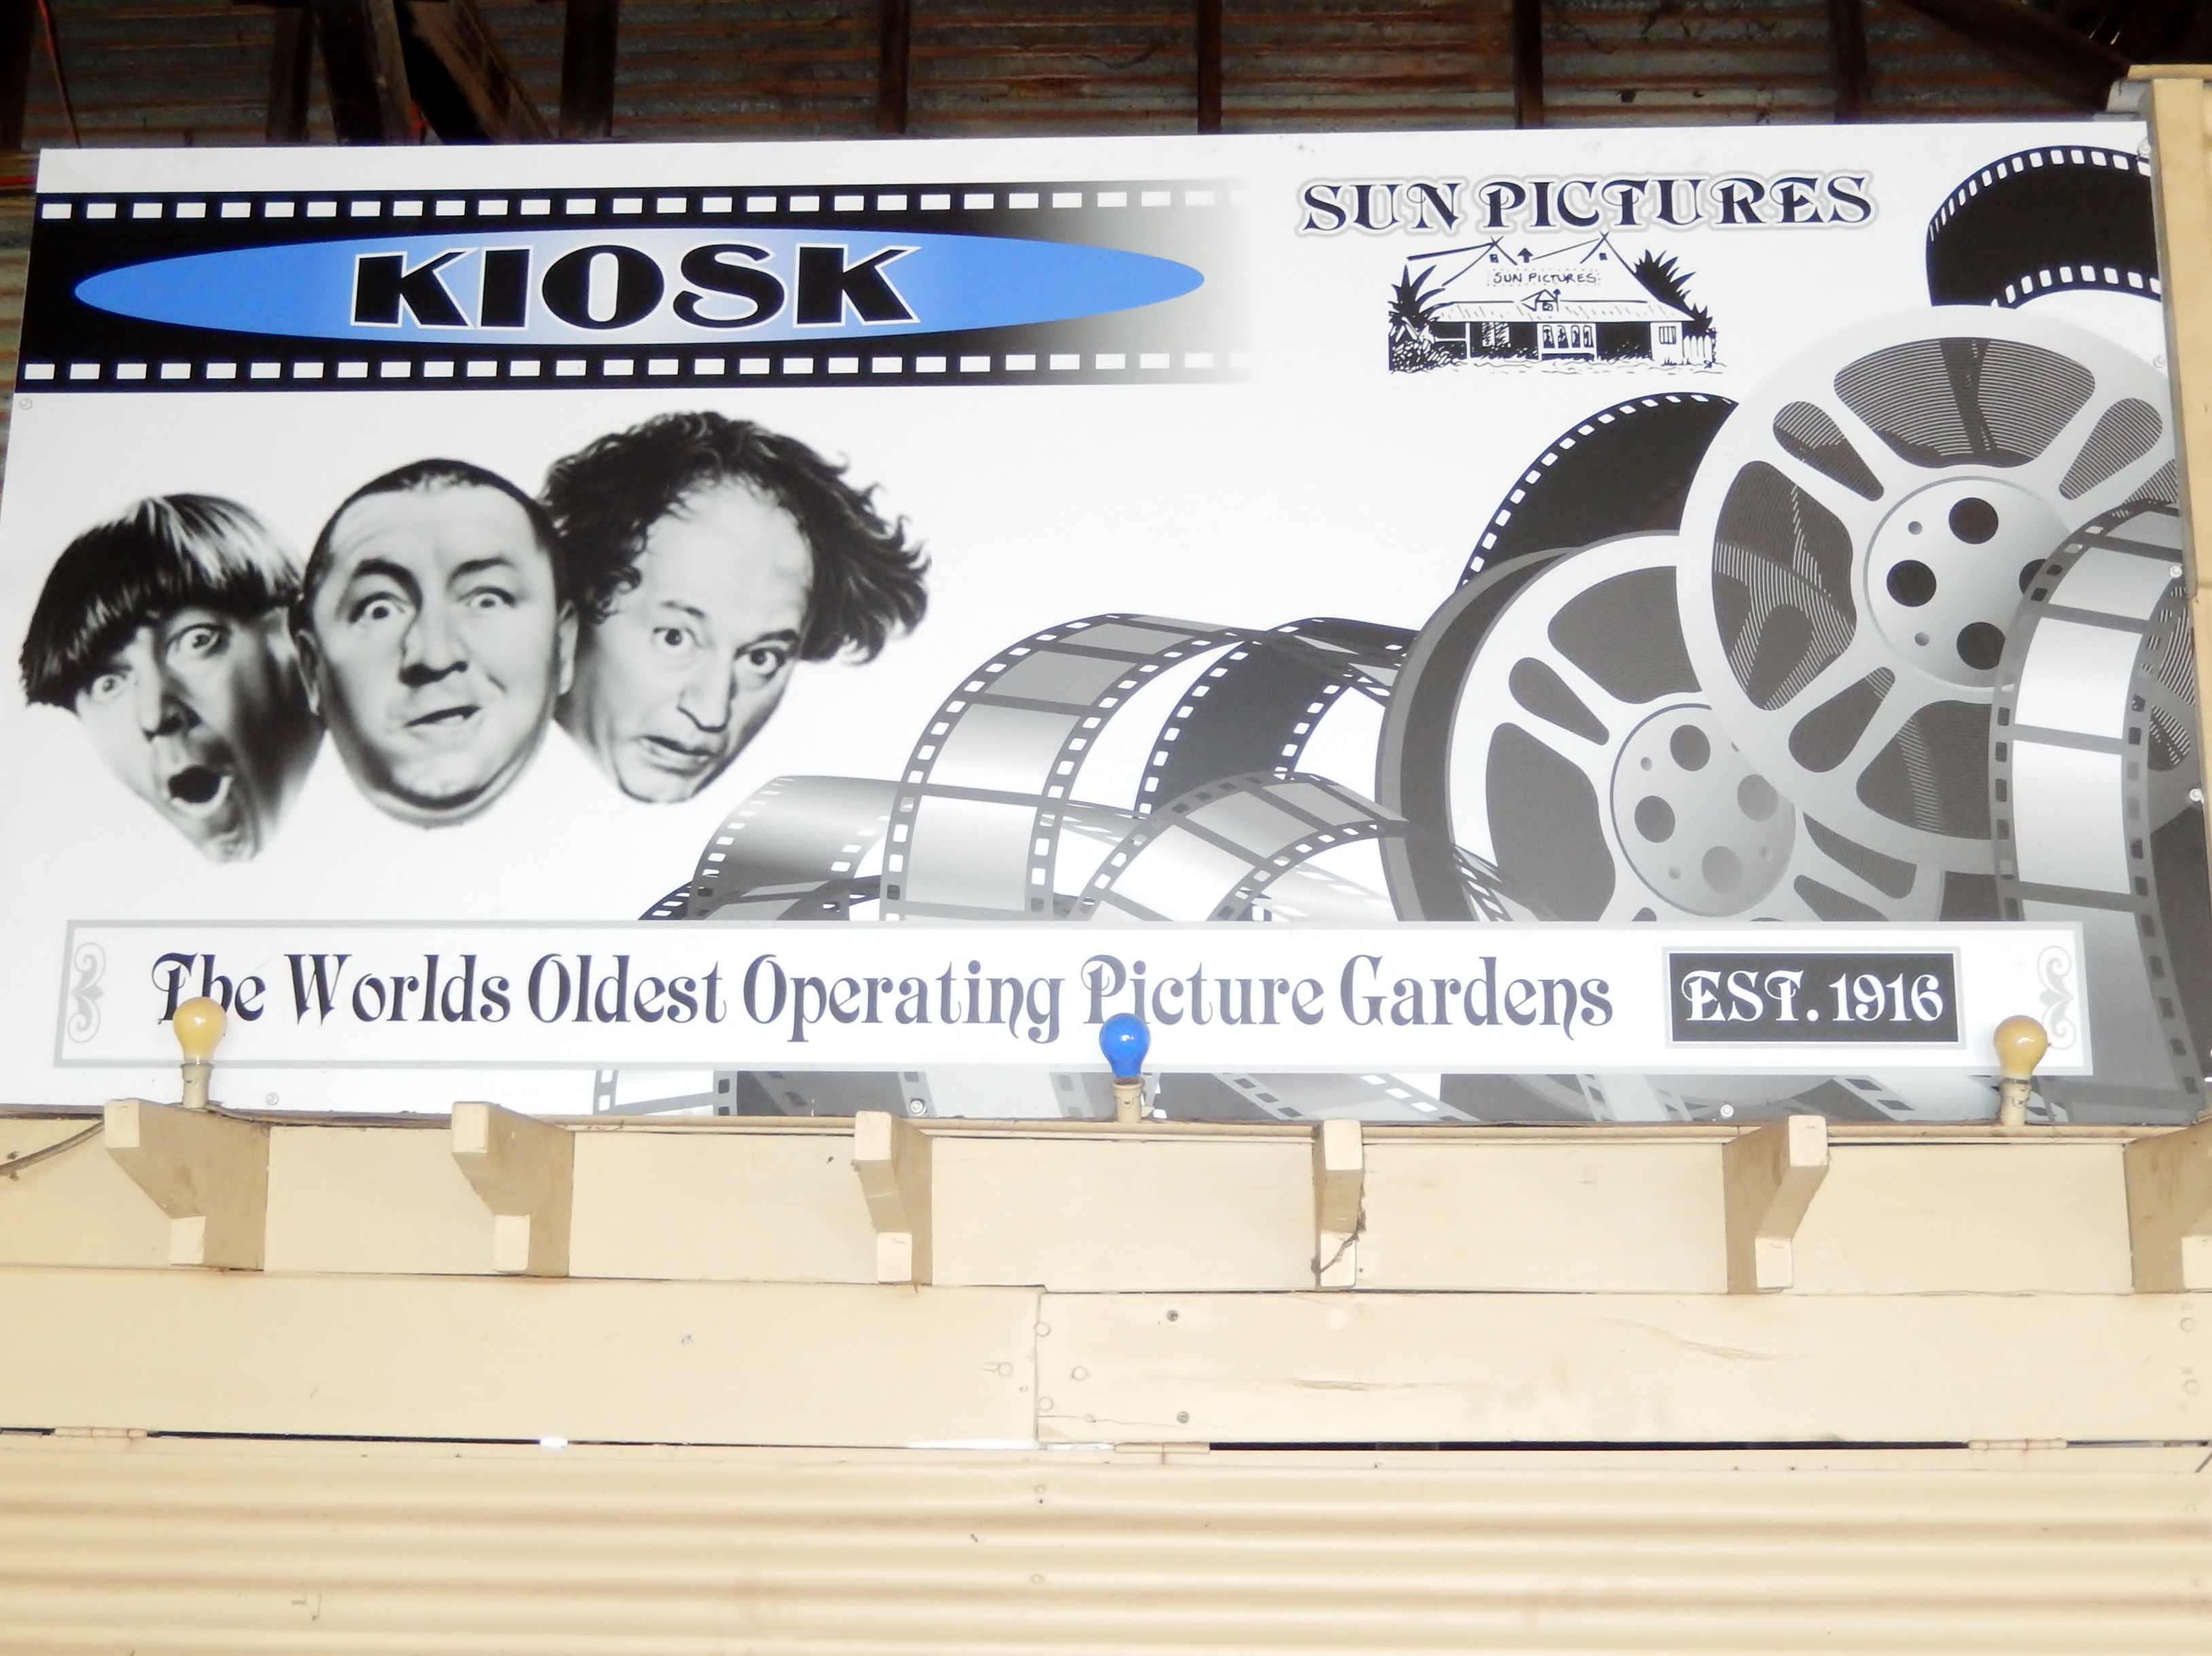 KIOSK
SUN PICTURES
SUN PICTURES
The Worlds Oldest Operating Picture Gardens
EST. 1916